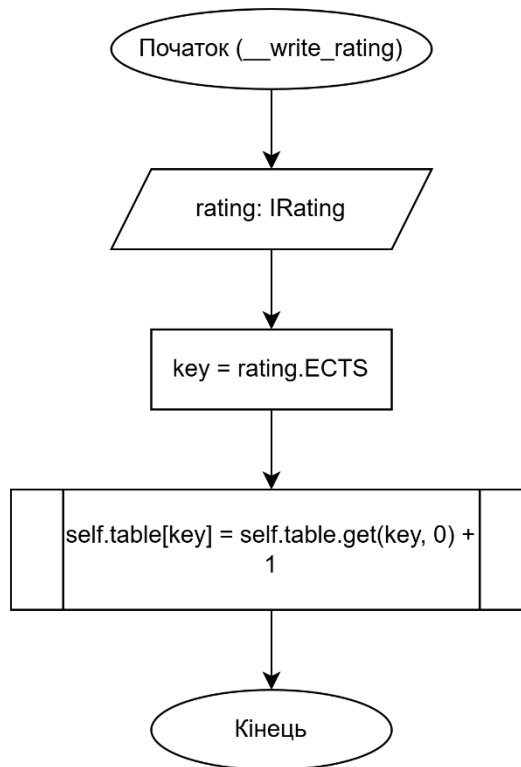 Початок (__write_rating)
rating: IRating
key = rating.ECTS
self.table[key] = self.table.get(key, 0) +
1
Кінець